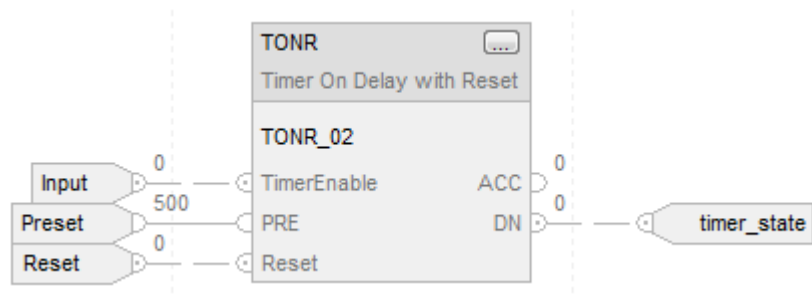 TONR ...
Timer On Delay with Reset
TONR_02
Input 0 TimerEnable ACC 0
Preset 500 PRE DN 0 timer_state
Reset 0 Reset